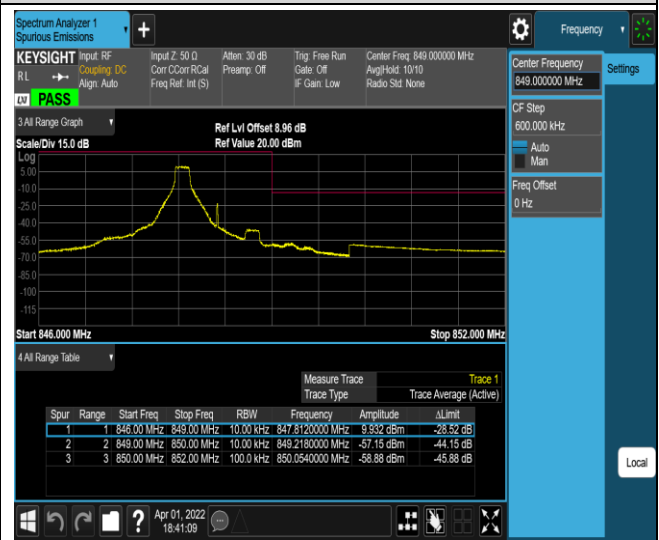 Spectrum Analyzer 1
Spurious Emissions
+
Frequency
KEYSIGHT
RL
Input: RF
Coupling: DC
Align: Auto
Input Z: 50 Ω
Corr CCorr RCal
Freq Ref: Int (S)
Atten: 30 dB
Preamp: Off
Trig: Free Run
Gate: Off
IF Gain: Low
Center Freq: 849.000000 MHz
Avg|Hold: 10/10
Radio Std: None
LXI PASS
3 All Range Graph
Scale/Div 15.0 dB
Ref Lvl Offset 8.96 dB
Ref Value 20.00 dBm
Log
5.00
-10.0
-25.0
-40.0
-55.0
-70.0
-85.0
-100
-115
Start 846.000 MHz
Stop 852.000 MHz
4 All Range Table
Measure Trace Trace 1
Trace Type Trace Average (Active)
Spur Range Start Freq Stop Freq RBW Frequency Amplitude ΔLimit
1 1 846.00 MHz 849.00 MHz 10.00 kHz 847.8120000 MHz 9.932 dBm -28.52 dB
2 2 849.00 MHz 850.00 MHz 10.00 kHz 849.2180000 MHz -57.15 dBm -44.15 dB
3 3 850.00 MHz 852.00 MHz 100.0 kHz 850.0540000 MHz -58.88 dBm -45.88 dB
Center Frequency
849.000000 MHz
Settings
CF Step
600.000 kHz
Auto
Man
Freq Offset
0 Hz
Local
?
Apr 01, 2022
18:41:09